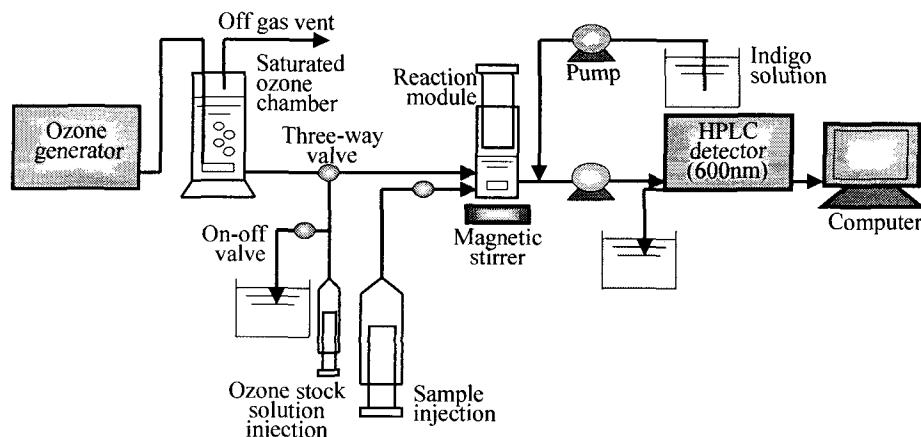 Off gas vent
Saturated
ozone
chamber
Ozone
generator
Three-way
valve
On-off
valve
Ozone stock
solution
injection
Sample
injection
Reaction
module
Magnetic
stirrer
Pump
Indigo
solution
HPLC
detector
(600nm)
Computer